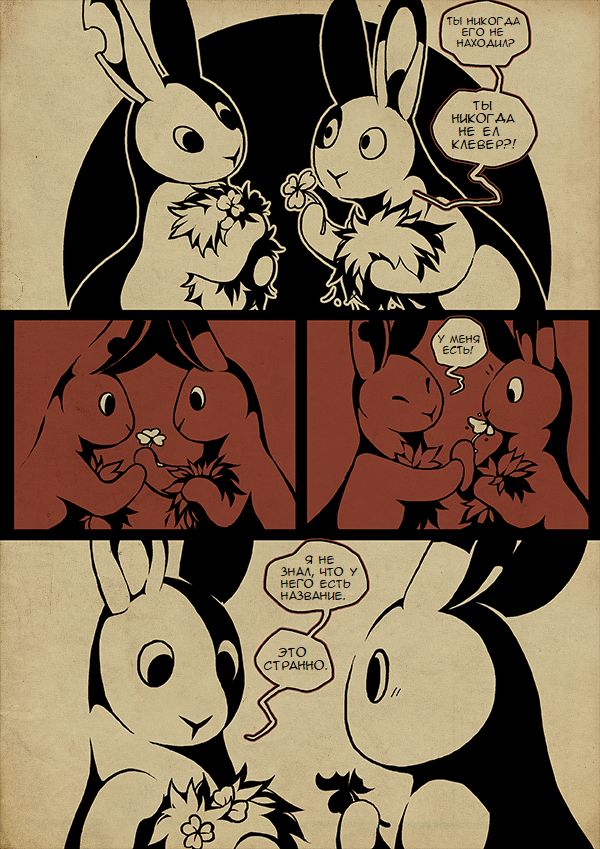 ТЫ НИКОГДА
ЕГО НЕ
НАХОДИЛ?
ТЫ
НИКОГДА
НЕ ЕЛ
КЛЕВЕР?!
У МЕНЯ
ЕСТЬ!
Я НЕ
ЗНАЛ, ЧТО У
НЕГО ЕСТЬ
НАЗВАНИЕ.
ЭТО
СТРАННО.